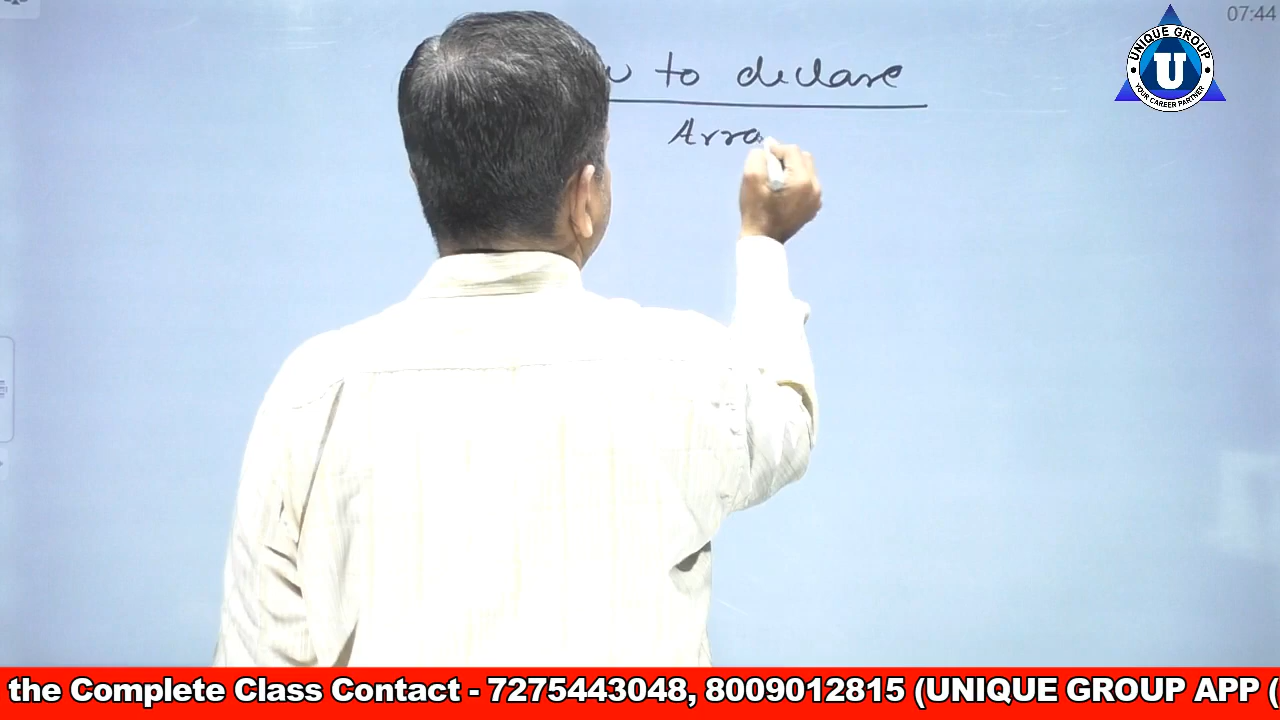 07:44
UNIQUE GROUP
U
YOUR CAREER PARTNER
to declare
Arra
the Complete Class Contact - 7275443048, 8009012815 (UNIQUE GROUP APP (